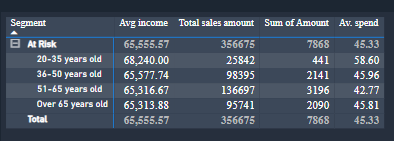 Segment Avg income Total sales amount Sum of Amount Av. spend
At Risk 65,555.57 356675 7868 45.33
20-35 years old 68,240.00 25842 441 58.60
36-50 years old 65,577.74 98395 2141 45.96
51-65 years old 65,316.67 136697 3196 42.77
Over 65 years old 65,313.88 95741 2090 45.81
Total 65,555.57 356675 7868 45.33